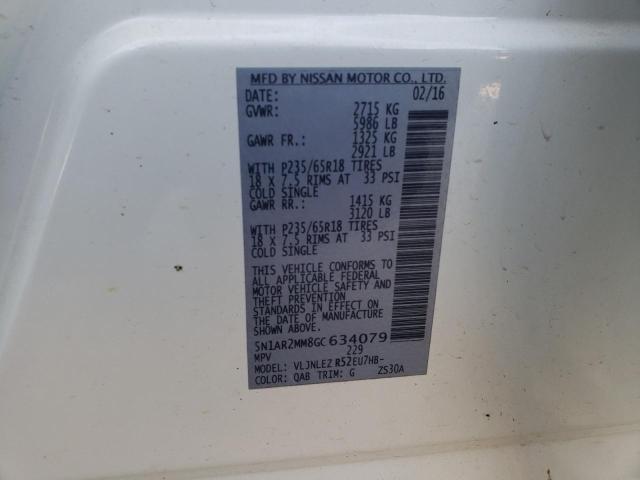 MFD BY NISSAN MOTOR CO., LTD.
DATE: 02/16
GVWR: 2715 KG
5986 LB
GAWR FR.: 1325 KG
2921 LB
WITH P235/65R18 TIRES
18 X 7.5 RIMS AT 33 PSI
COLD SINGLE
GAWR RR.: 1415 KG
3120 LB
WITH P235/65R18 TIRES
18 X 7.5 RIMS AT 33 PSI
COLD SINGLE
THIS VEHICLE CONFORMS TO
ALL APPLICABLE FEDERAL
MOTOR VEHICLE SAFETY AND
THEFT PREVENTION
STANDARDS IN EFFECT ON THE
DATE OF MANUFACTURE
SHOWN ABOVE.
5N1AR2MM8GC634079
MPV 229
MODEL: VLJNLEZ R52EU7HB-
COLOR: QAB TRIM: G ZS30A